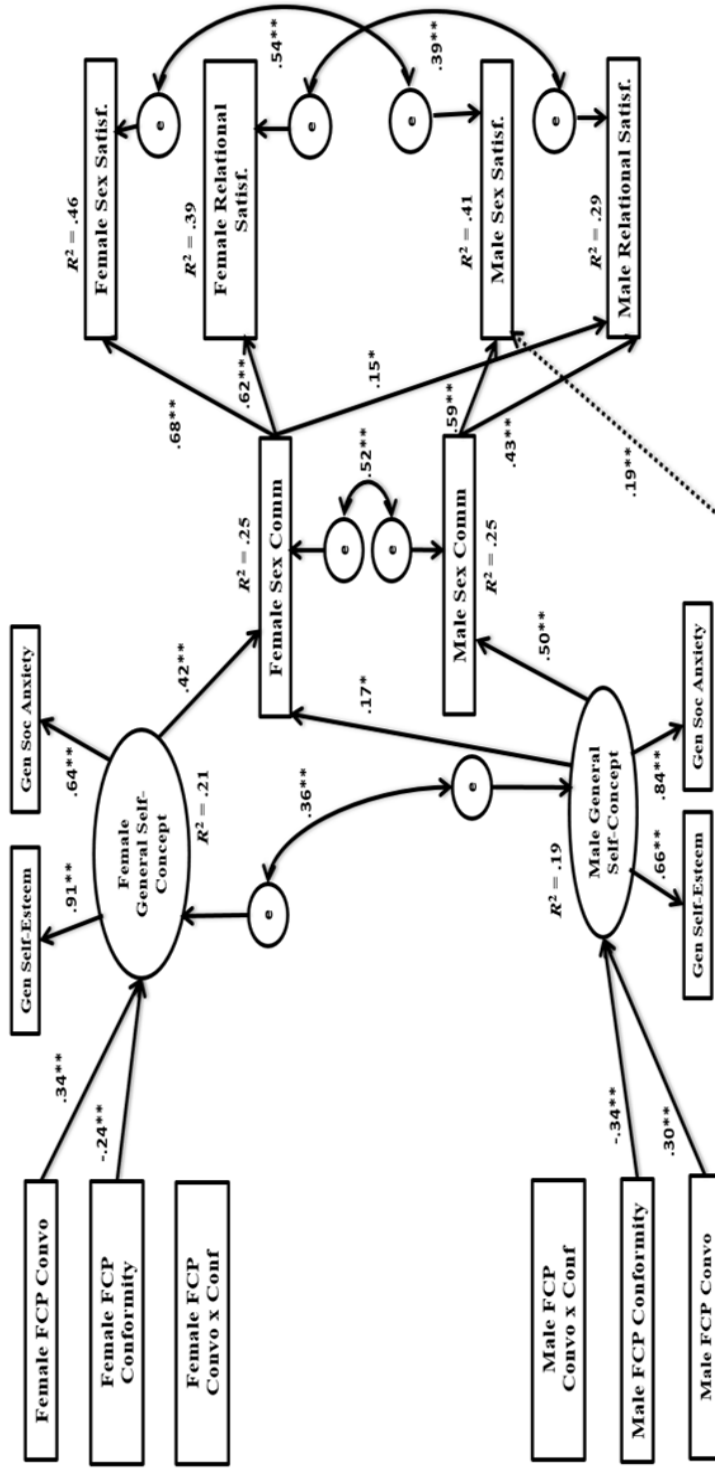 Female FCP Convo
Female FCP
Conformity
Female FCP
Convo x Conf
Male FCP
Convo x Conf
Male FCP Conformity
Male FCP Convo
.34**
-.24**
-.34**
.30**
Gen Self-Esteem
Gen Soc Anxiety
.91**
.64**
Female
General Self-
Concept
R² = .21
e
.36**
e
R² = .19
Male General
Self-Concept
.66**
.84**
Gen Self-Esteem
Gen Soc Anxiety
.42**
.17*
.50**
R² = .25
Female Sex Comm
e
.52**
e
Male Sex Comm
R² = .25
.68**
.62**
.15*
.59**
.43**
.19**
R² = .46
Female Sex Satisf.
R² = .39
Female Relational
Satisf.
R² = .41
Male Sex Satisf.
R² = .29
Male Relational Satisf.
e
e
e
e
.54**
.39**